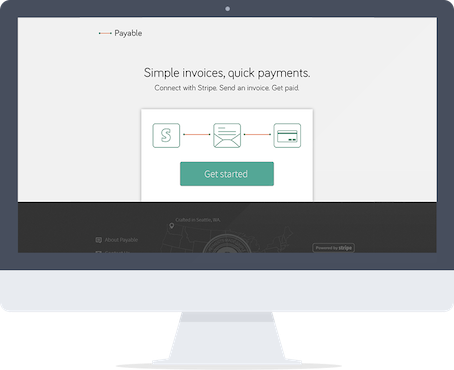 Payable
Simple invoices, quick payments.
Connect with Stripe. Send an invoice. Get paid.
S
Get started
Crafted in Seattle, WA
About Payable
Powered by stripe